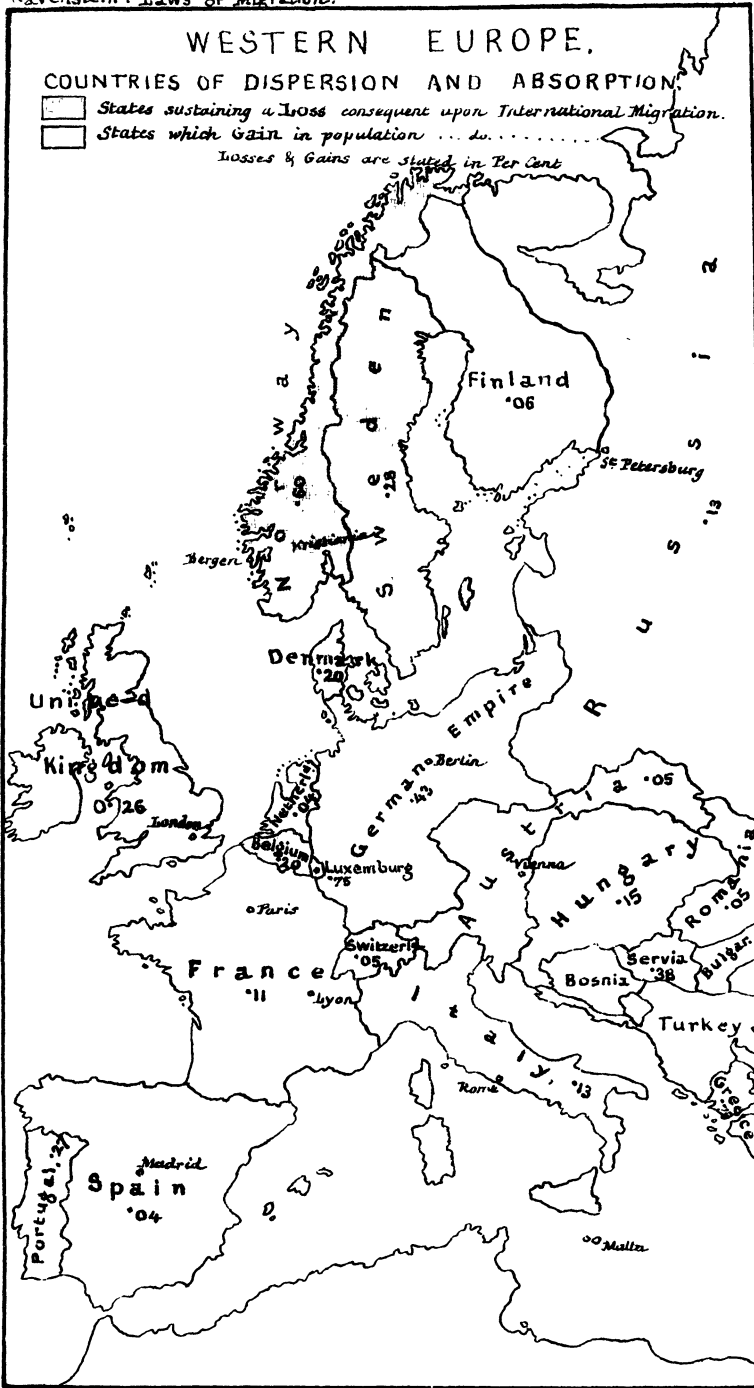 Ravenstein: Laws of Migration.
WESTERN EUROPE.
COUNTRIES OF DISPERSION AND ABSORPTION.
States sustaining a Loss consequent upon International Migration.
States which Gain in population ... do. ........
Losses & Gains are stated in Per Cent
Norway
·60
Sweden
·28
Finland
·06
St. Petersburg
Russia
·13
Bergen
Kristiania
Denmark
·20
United
Kingdom
0·26
London
Netherlds
Belgium
·20
Luxemburg
·75
German Empire
·43
Berlin
Austria ·05
Vienna
Hungary
·15
Romania
·05
Paris
France
·11
Lyon
Switzerld
·05
Bosnia
Servia
·38
Bulgar.
Turkey
Greece
Italy, ·13
Rome
Portugal, ·27
Madrid
Spain
·04
Malta